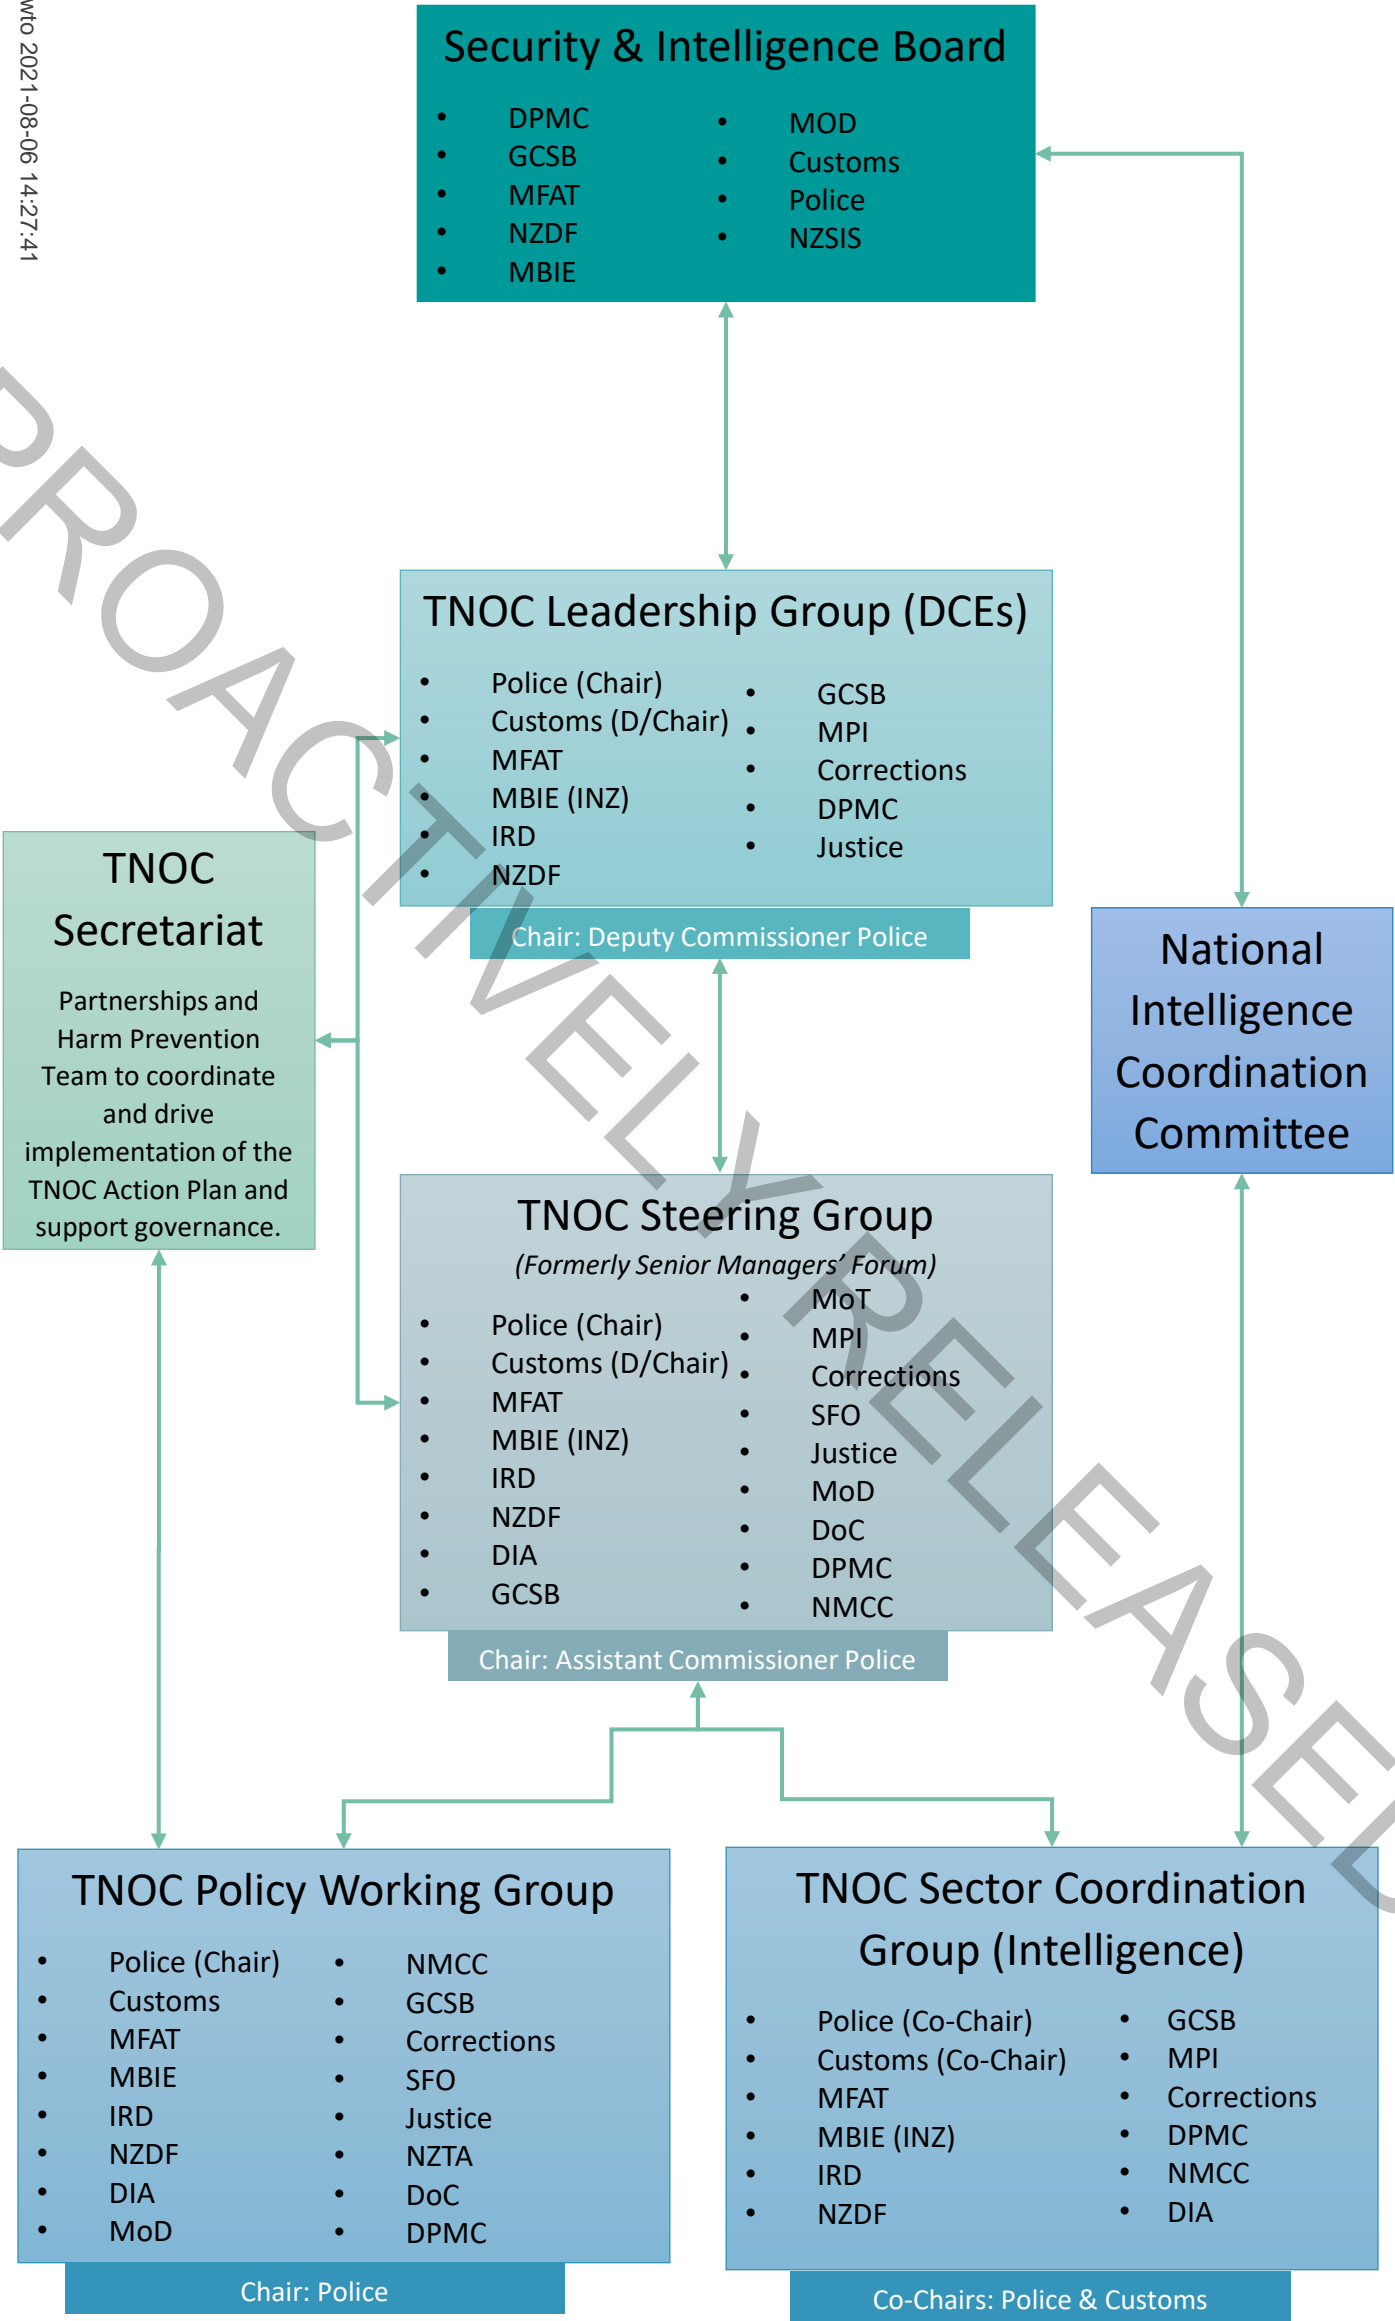 wto 2021-08-06 14:27:41
Security & Intelligence Board
• DPMC
• GCSB
• MFAT
• NZDF
• MBIE
• MOD
• Customs
• Police
• NZSIS
TNOC Leadership Group (DCEs)
• Police (Chair)
• Customs (D/Chair)
• MFAT
• MBIE (INZ)
• IRD
• NZDF
• GCSB
• MPI
• Corrections
• DPMC
• Justice
Chair: Deputy Commissioner Police
TNOC
Secretariat
Partnerships and
Harm Prevention
Team to coordinate
and drive
implementation of the
TNOC Action Plan and
support governance.
National
Intelligence
Coordination
Committee
TNOC Steering Group
(Formerly Senior Managers’ Forum)
• Police (Chair)
• Customs (D/Chair)
• MFAT
• MBIE (INZ)
• IRD
• NZDF
• DIA
• GCSB
• MoT
• MPI
• Corrections
• SFO
• Justice
• MoD
• DoC
• DPMC
• NMCC
Chair: Assistant Commissioner Police
TNOC Policy Working Group
• Police (Chair)
• Customs
• MFAT
• MBIE
• IRD
• NZDF
• DIA
• MoD
• NMCC
• GCSB
• Corrections
• SFO
• Justice
• NZTA
• DoC
• DPMC
Chair: Police
TNOC Sector Coordination
Group (Intelligence)
• Police (Co-Chair)
• Customs (Co-Chair)
• MFAT
• MBIE (INZ)
• IRD
• NZDF
• GCSB
• MPI
• Corrections
• DPMC
• NMCC
• DIA
Co-Chairs: Police & Customs
PROACTIVELY RELEASED